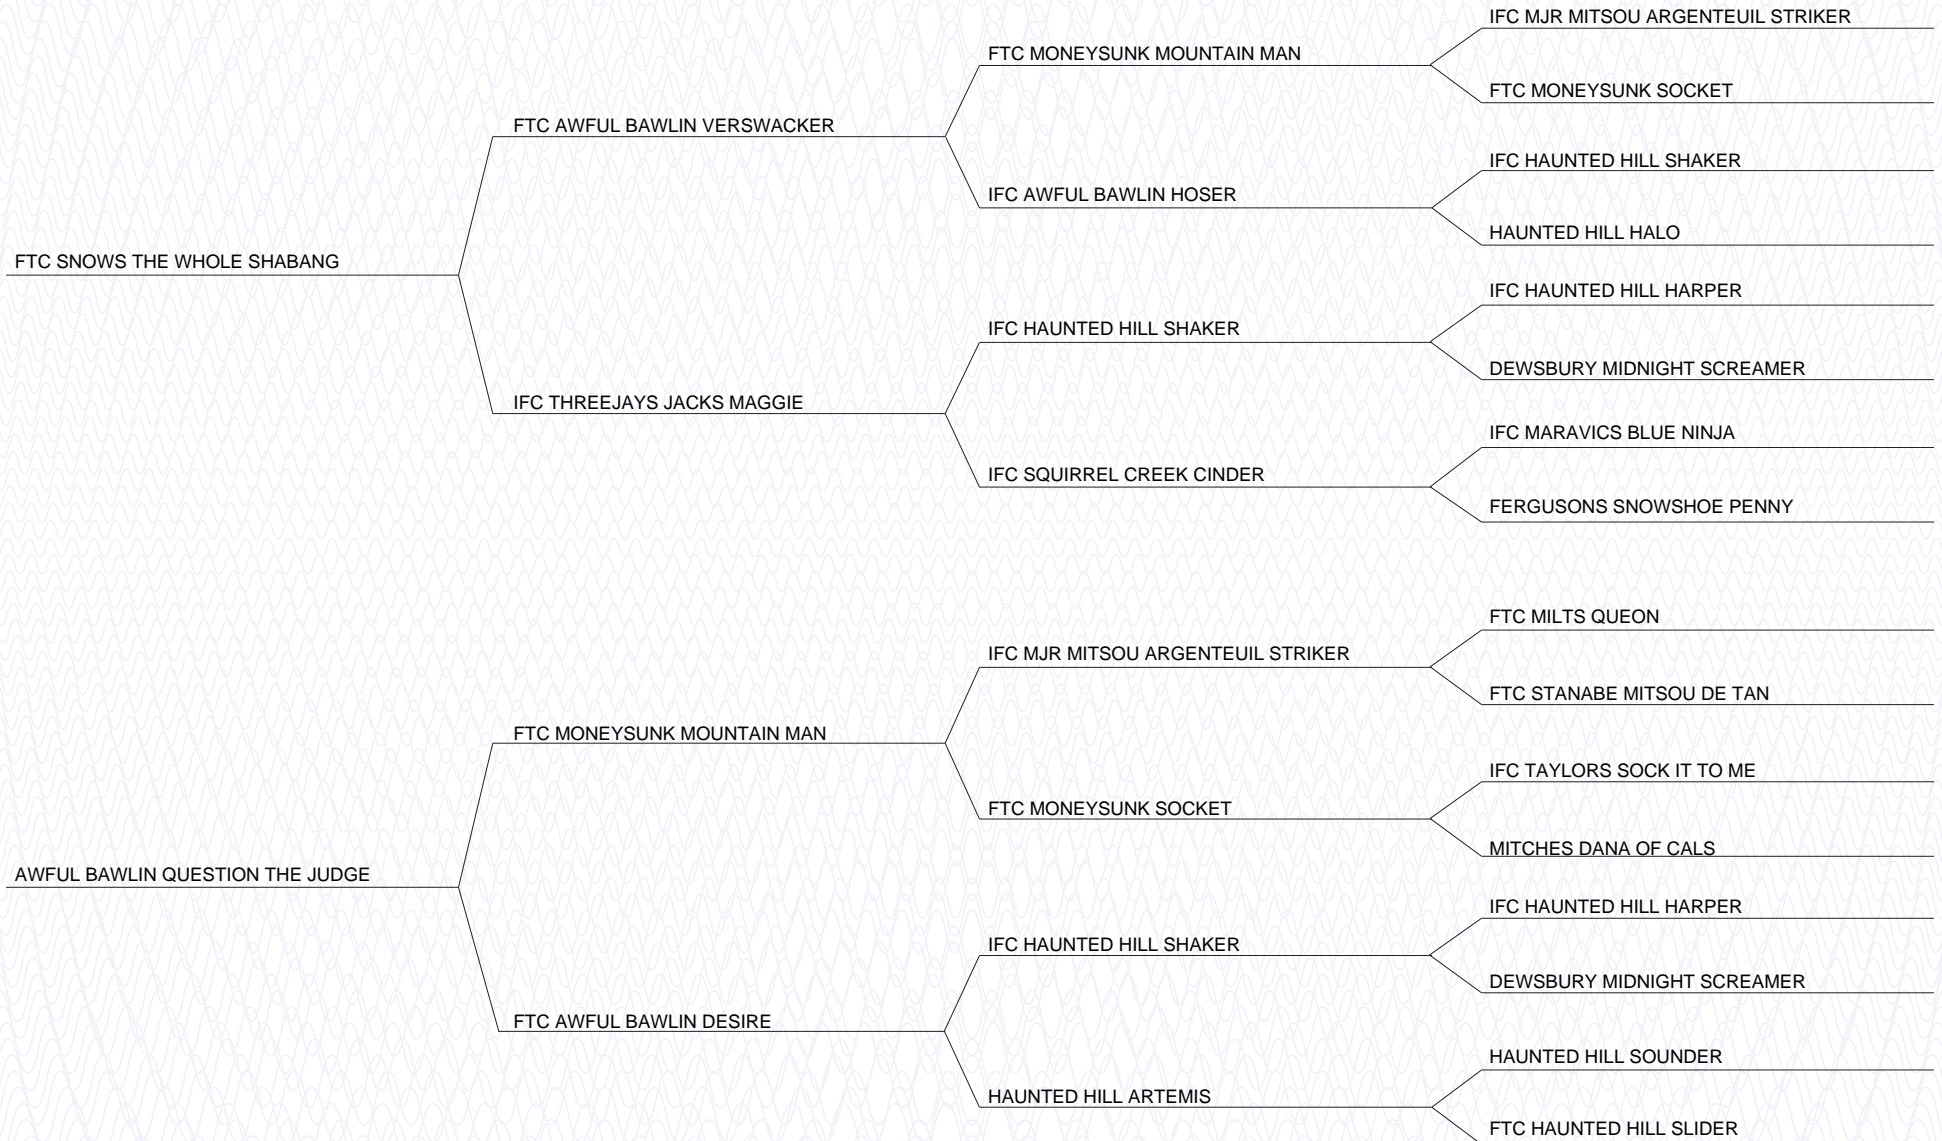 FTC SNOWS THE WHOLE SHABANG
FTC AWFUL BAWLIN VERSWACKER
FTC MONEYSUNK MOUNTAIN MAN
IFC MJR MITSOU ARGENTEUIL STRIKER
FTC MONEYSUNK SOCKET
IFC AWFUL BAWLIN HOSER
IFC HAUNTED HILL SHAKER
HAUNTED HILL HALO
IFC THREEJAYS JACKS MAGGIE
IFC HAUNTED HILL SHAKER
IFC HAUNTED HILL HARPER
DEWSBURY MIDNIGHT SCREAMER
IFC SQUIRREL CREEK CINDER
IFC MARAVICS BLUE NINJA
FERGUSONS SNOWSHOE PENNY
AWFUL BAWLIN QUESTION THE JUDGE
FTC MONEYSUNK MOUNTAIN MAN
IFC MJR MITSOU ARGENTEUIL STRIKER
FTC MILTS QUEON
FTC STANABE MITSOU DE TAN
FTC MONEYSUNK SOCKET
IFC TAYLORS SOCK IT TO ME
MITCHES DANA OF CALS
FTC AWFUL BAWLIN DESIRE
IFC HAUNTED HILL SHAKER
IFC HAUNTED HILL HARPER
DEWSBURY MIDNIGHT SCREAMER
HAUNTED HILL ARTEMIS
HAUNTED HILL SOUNDER
FTC HAUNTED HILL SLIDER